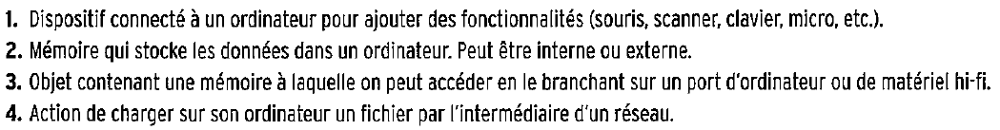 1. Dispositif connecté à un ordinateur pour ajouter des fonctionnalités (souris, scanner, clavier, micro, etc.).
2. Mémoire qui stocke les données dans un ordinateur. Peut être interne ou externe.
3. Objet contenant une mémoire à laquelle on peut accéder en le branchant sur un port d'ordinateur ou de matériel hi-fi.
4. Action de charger sur son ordinateur un fichier par l'intermédiaire d'un réseau.